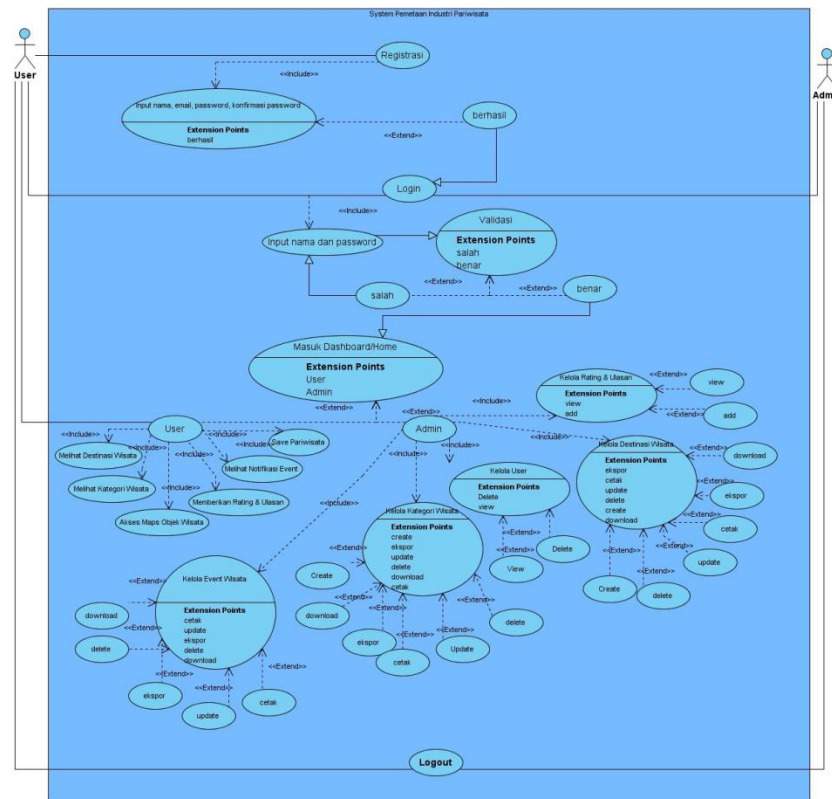 System Pemetaan Industri Pariwisata
User
Admin
Registrasi
<<Include>>
Input nama, email, password, konfirmasi password
Extension Points
berhasil
berhasil
<<Extend>>
Login
<<Include>>
Input nama dan password
Validasi
Extension Points
salah
benar
<<Extend>>
<<Extend>>
salah
benar
Masuk Dashboard/Home
Extension Points
User
Admin
<<Extend>>
<<Extend>>
User
Admin
<<Include>>
Kelola Rating & Ulasan
Extension Points
view
add
<<Extend>>
view
<<Extend>>
add
<<Include>>
<<Include>>
<<Include>>
<<Include>>
<<Include>>
<<Include>>
Save Pariwisata
Melihat Destinasi Wisata
Melihat Notifikasi Event
Melihat Kategori Wisata
Memberikan Rating & Ulasan
Akses Maps Objek Wisata
<<Include>>
<<Include>>
<<Include>>
<<Include>>
Kelola User
Extension Points
Delete
view
<<Extend>>
<<Extend>>
View
Delete
Kelola Destinasi Wisata
Extension Points
ekspor
cetak
update
delete
create
download
<<Extend>>
download
<<Extend>>
ekspor
<<Extend>>
cetak
<<Extend>>
update
<<Extend>>
<<Extend>>
Create
delete
Kelola Kategori Wisata
Extension Points
create
ekspor
update
delete
download
cetak
<<Extend>>
Create
<<Extend>>
download
<<Extend>>
ekspor
<<Extend>>
cetak
<<Extend>>
Update
<<Extend>>
delete
Kelola Event Wisata
Extension Points
cetak
update
ekspor
delete
download
<<Extend>>
download
<<Extend>>
delete
<<Extend>>
ekspor
<<Extend>>
update
<<Extend>>
cetak
Logout